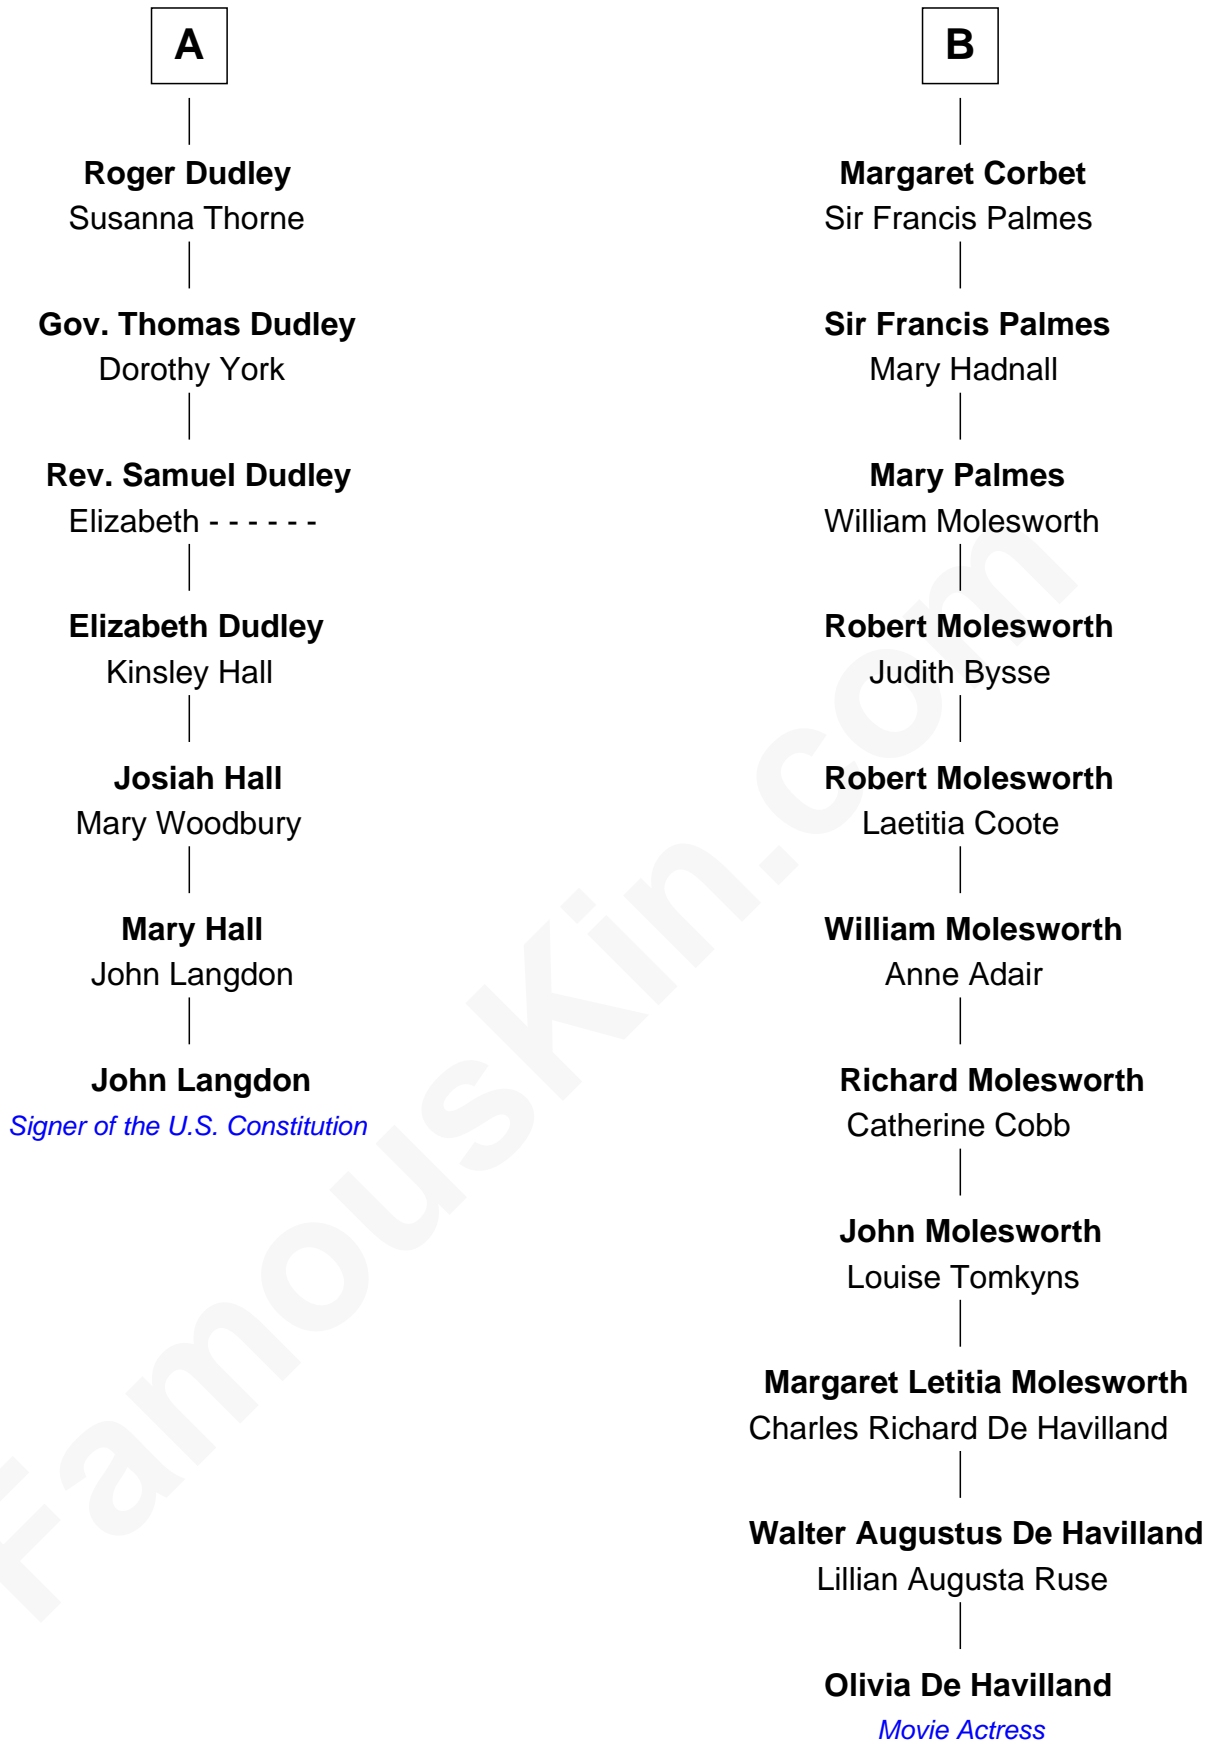 A
Roger Dudley
Susanna Thorne
Gov. Thomas Dudley
Dorothy York
Rev. Samuel Dudley
Elizabeth - - - - - -
Elizabeth Dudley
Kinsley Hall
Josiah Hall
Mary Woodbury
Mary Hall
John Langdon
John Langdon
Signer of the U.S. Constitution
B
Margaret Corbet
Sir Francis Palmes
Sir Francis Palmes
Mary Hadnall
Mary Palmes
William Molesworth
Robert Molesworth
Judith Bysse
Robert Molesworth
Laetitia Coote
William Molesworth
Anne Adair
Richard Molesworth
Catherine Cobb
John Molesworth
Louise Tomkyns
Margaret Letitia Molesworth
Charles Richard De Havilland
Walter Augustus De Havilland
Lillian Augusta Ruse
Olivia De Havilland
Movie Actress
FamousKin.com